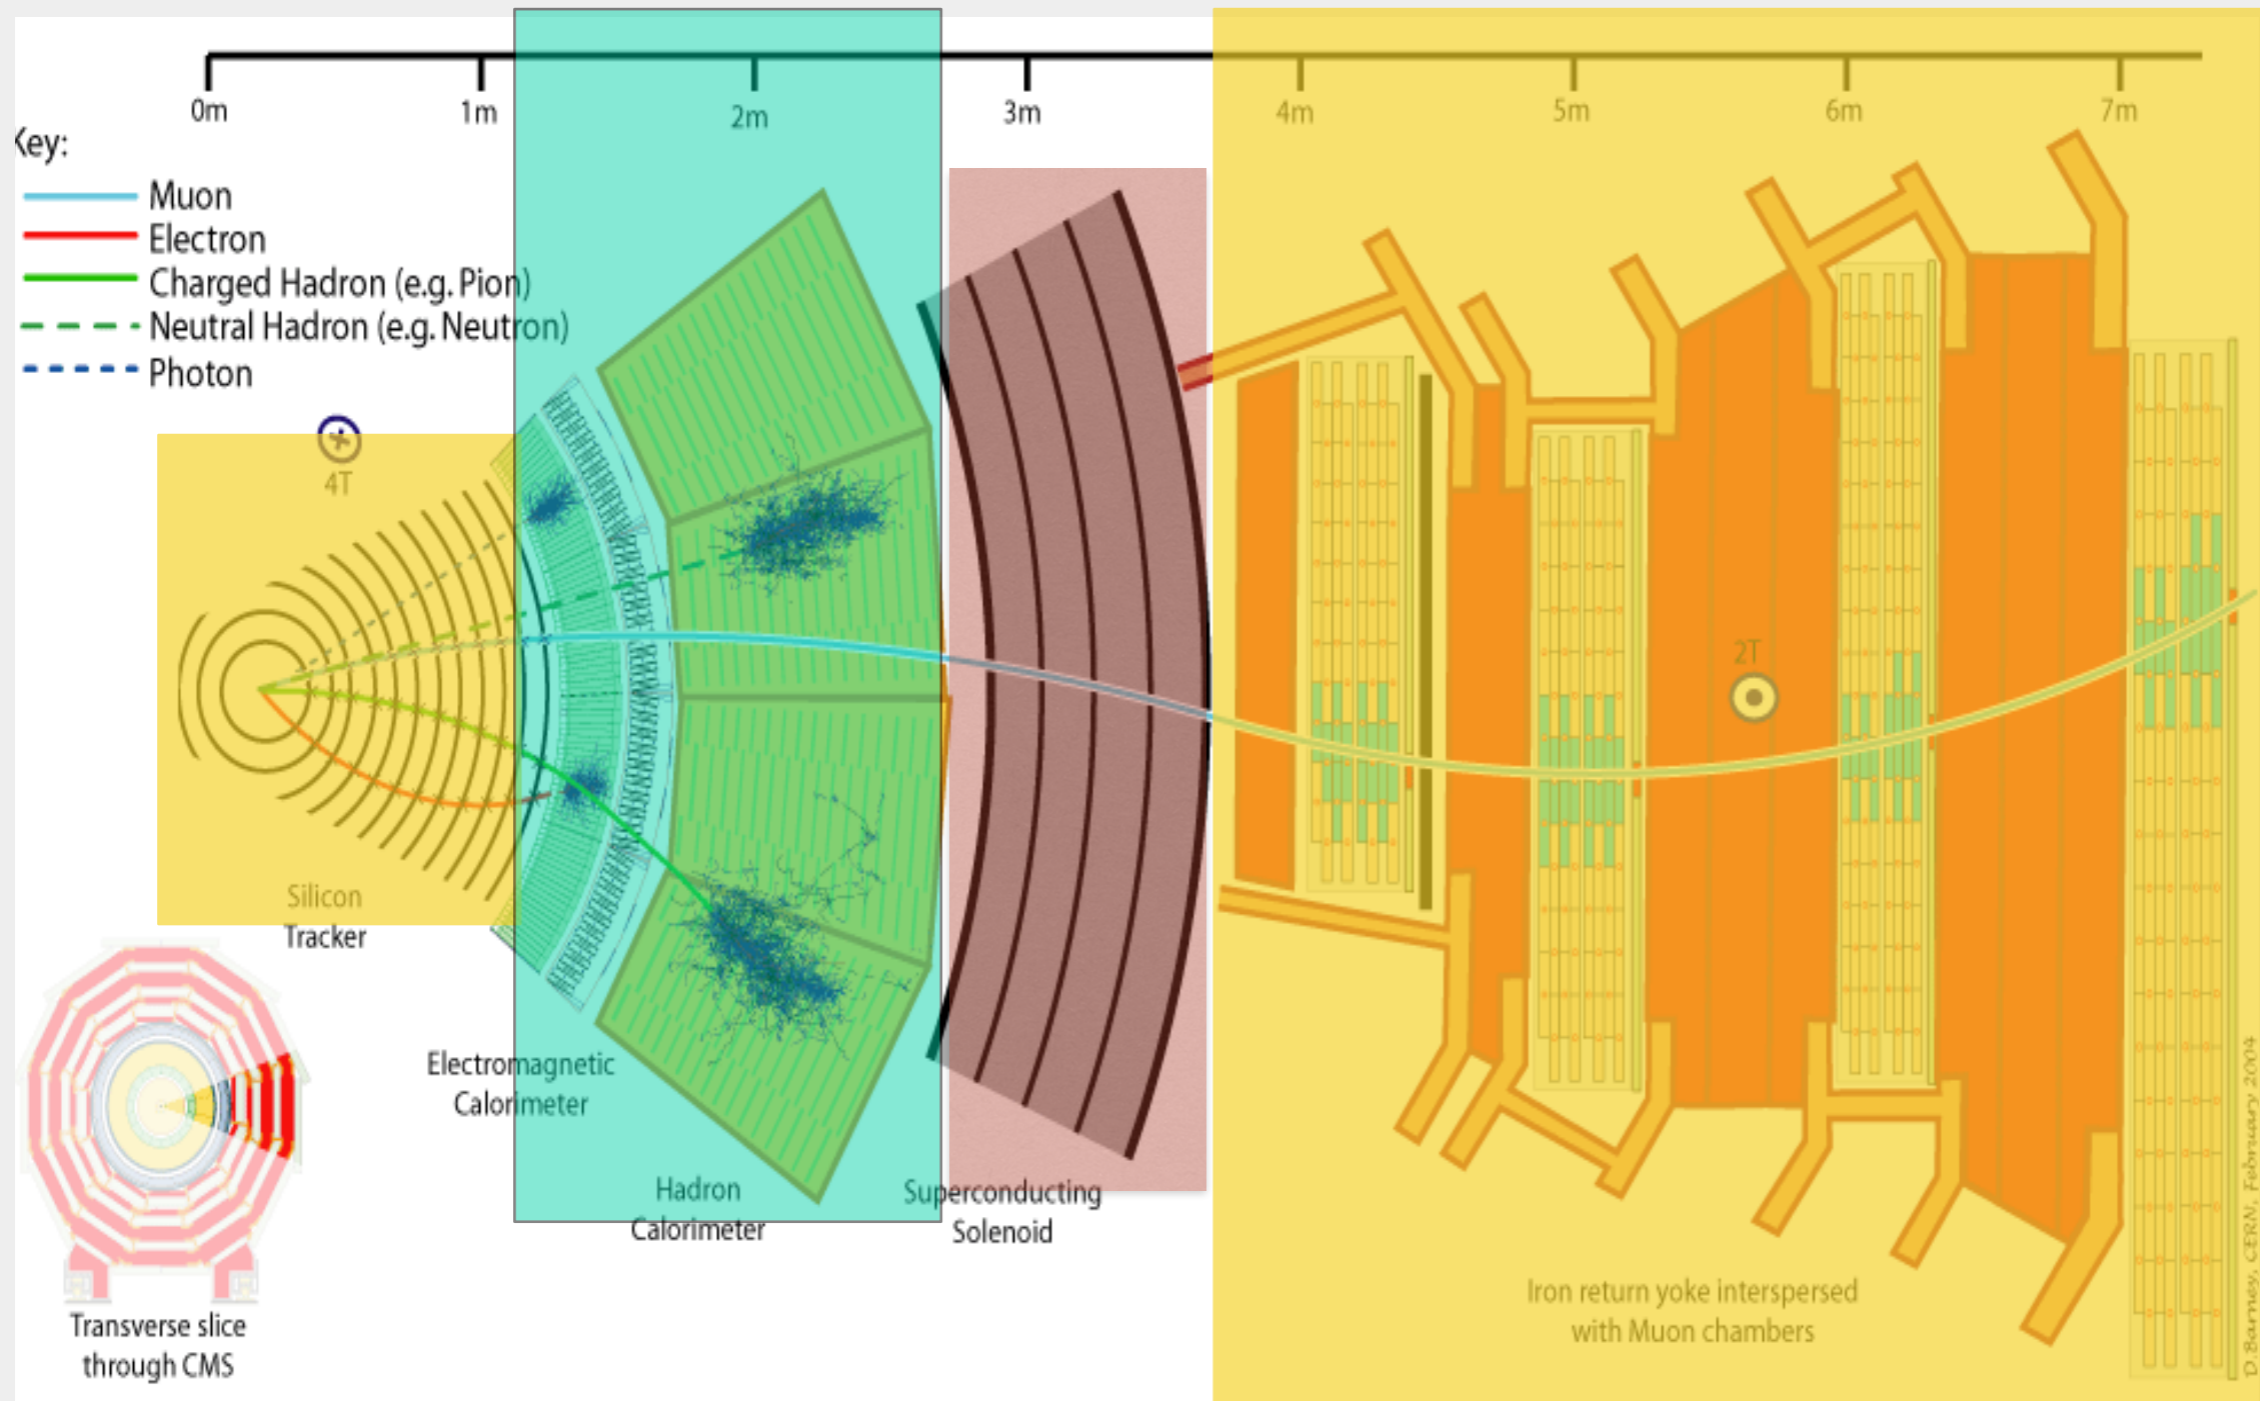 0m 1m 2m 3m 4m 5m 6m 7m
Key:
Muon
Electron
Charged Hadron (e.g. Pion)
Neutral Hadron (e.g. Neutron)
Photon
4T
2T
Silicon
Tracker
Electromagnetic
Calorimeter
Hadron
Calorimeter
Superconducting
Solenoid
Iron return yoke interspersed
with Muon chambers
Transverse slice
through CMS
D.Barney, CERN, February 2004